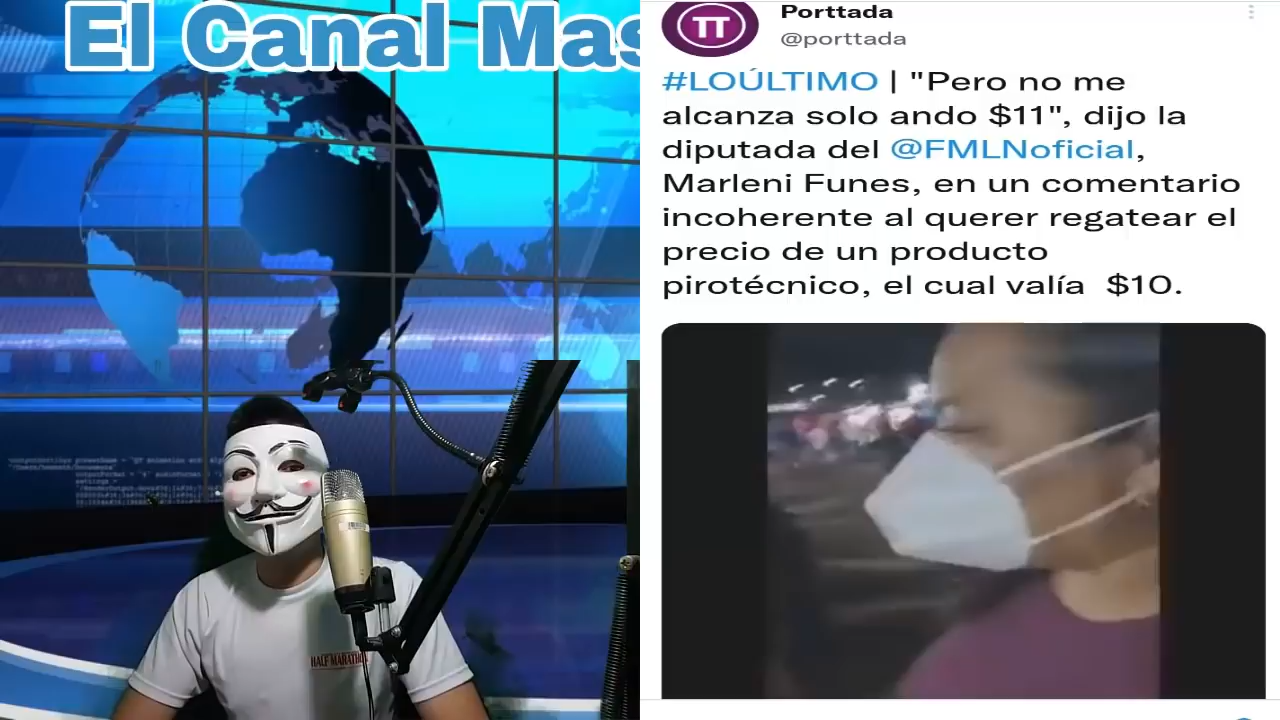 El Canal Mas
Porttada
@porttada
#LOÚLTIMO | "Pero no me
alcanza solo ando $11", dijo la
diputada del @FMLNoficial,
Marleni Funes, en un comentario
incoherente al querer regatear el
precio de un producto
pirotécnico, el cual valía $10.
HALF MARATHON